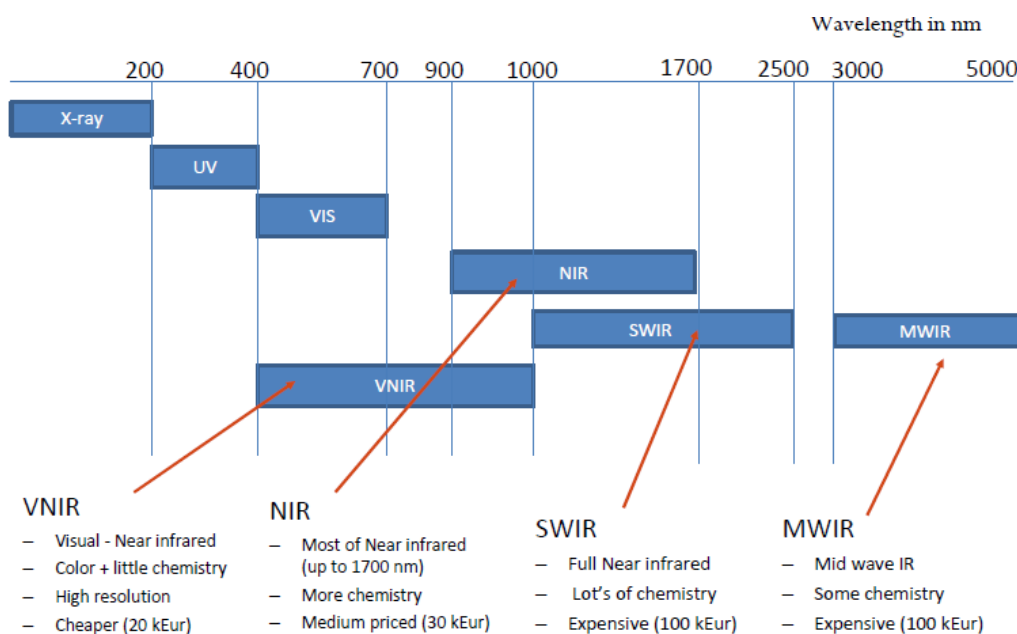 Wavelength in nm
200 400 700 900 1000 1700 2500 3000 5000
X-ray
UV
VIS
NIR
SWIR
MWIR
VNIR
VNIR
– Visual - Near infrared
– Color + little chemistry
– High resolution
– Cheaper (20 kEur)
NIR
– Most of Near infrared
(up to 1700 nm)
– More chemistry
– Medium priced (30 kEur)
SWIR
– Full Near infrared
– Lot's of chemistry
– Expensive (100 kEur)
MWIR
– Mid wave IR
– Some chemistry
– Expensive (100 kEur)